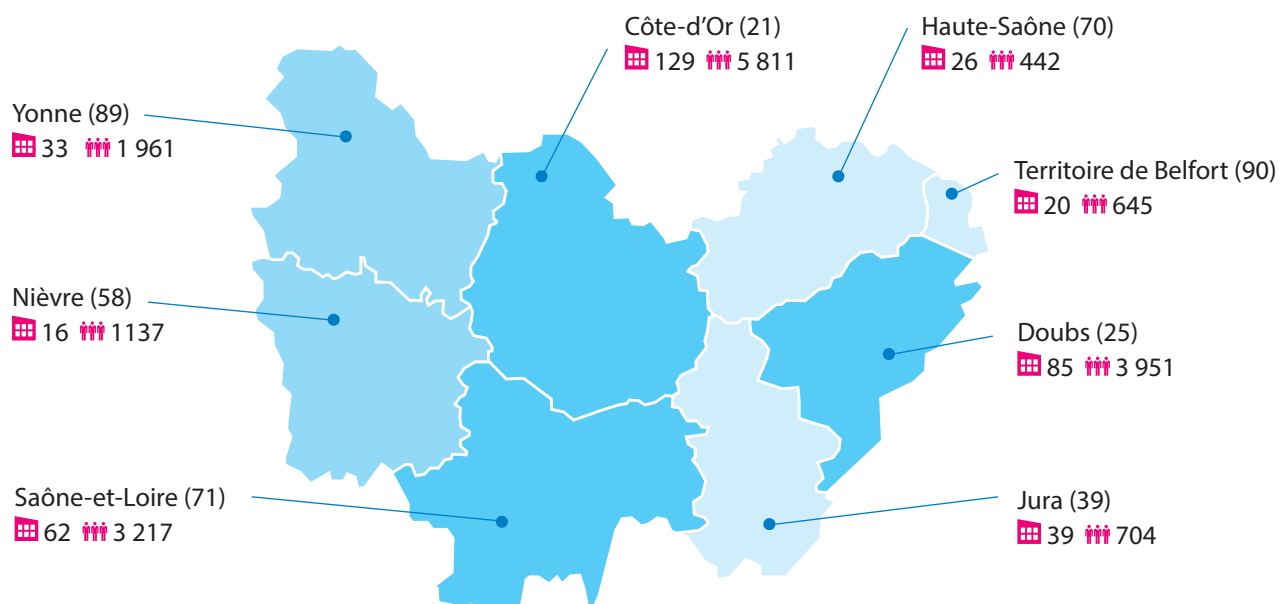 Côte-d'Or (21)
129 5 811
Haute-Saône (70)
26 442
Yonne (89)
33 1 961
Territoire de Belfort (90)
20 645
Nièvre (58)
16 1137
Doubs (25)
85 3 951
Saône-et-Loire (71)
62 3 217
Jura (39)
39 704